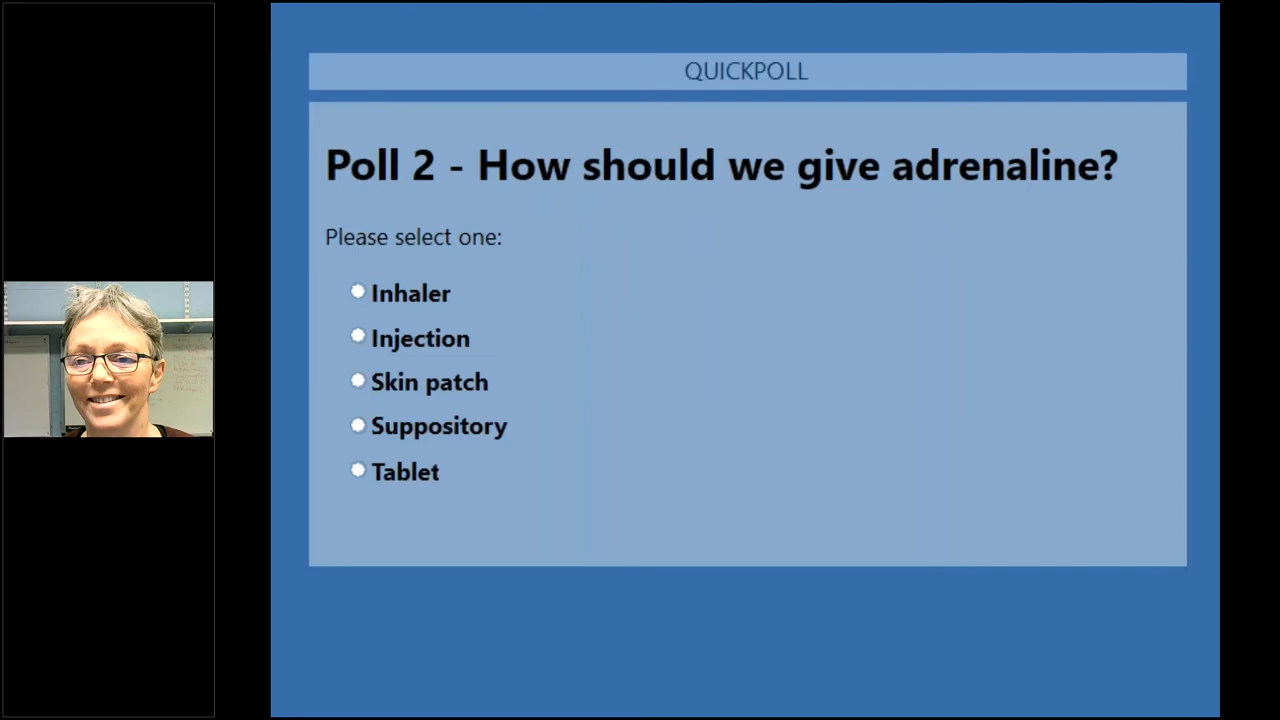 QUICKPOLL
Poll 2 - How should we give adrenaline?
Please select one:
Inhaler
Injection
Skin patch
Suppository
Tablet